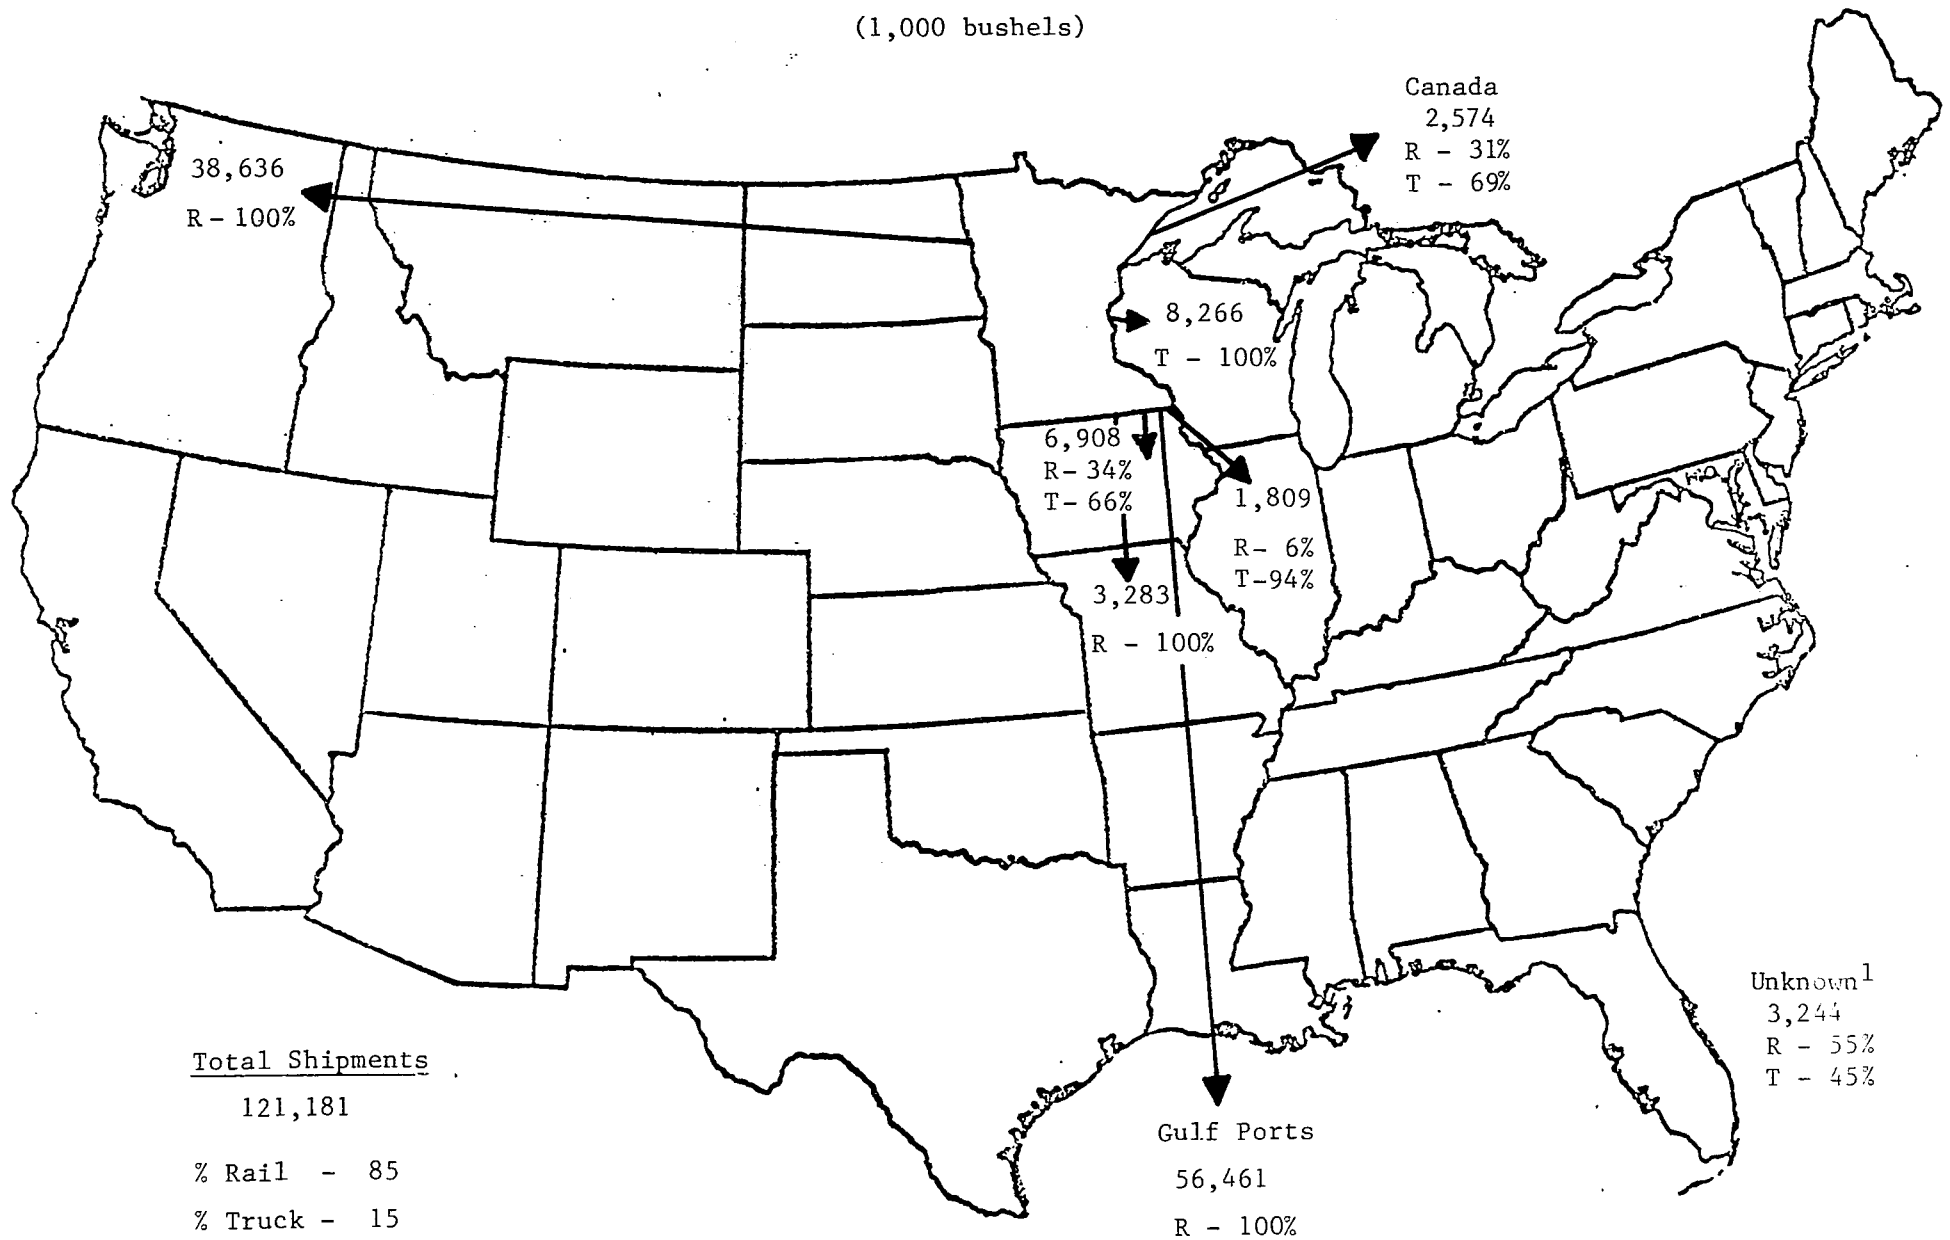 (1,000 bushels)
Canada
2,574
R - 31%
T - 69%
38,636
R - 100%
8,266
T - 100%
6,908
R- 34%
T- 66%
1,809
R- 6%
T-94%
3,283
R - 100%
Unknown1
3,244
R - 55%
T - 45%
Total Shipments
121,181
% Rail - 85
% Truck - 15
Gulf Ports
56,461
R - 100%